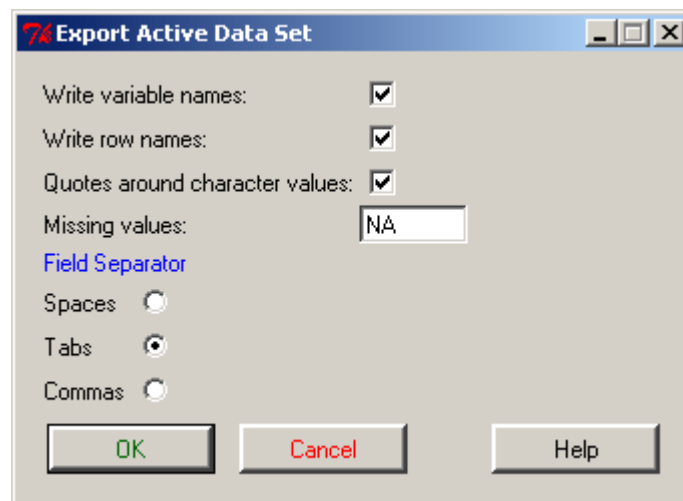 Export Active Data Set
Write variable names:
Write row names:
Quotes around character values:
Missing values: NA
Field Separator
Spaces
Tabs
Commas
OK Cancel Help